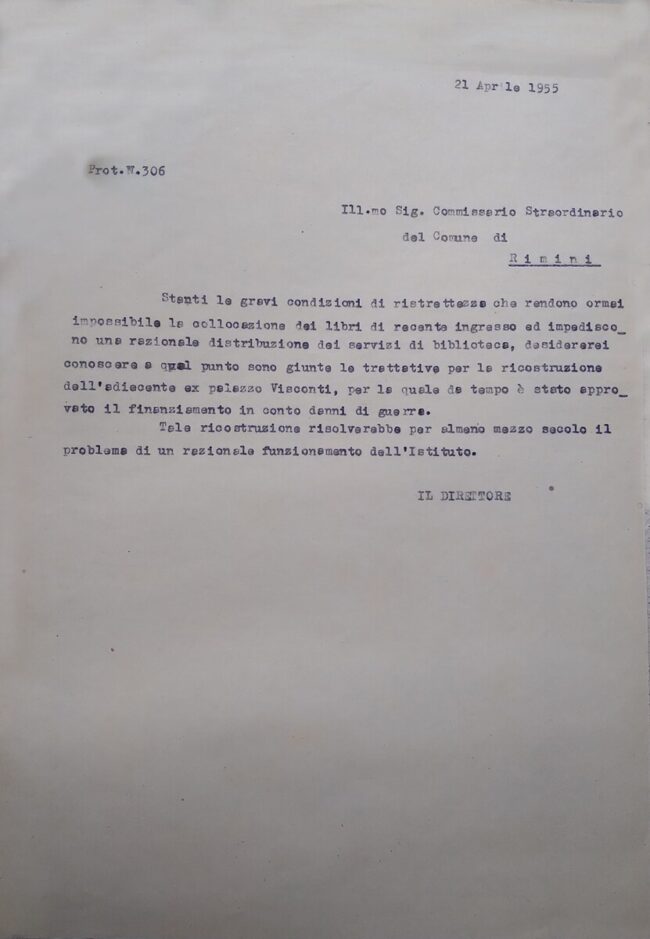 21 Aprile 1955
Prot.N.306
Ill.mo Sig. Commissario Straordinario
del Comune di
Rimini
Stanti le gravi condizioni di ristrettezza che rendono ormai
impossibile la collocazione dei libri di recente ingresso ed impedisco_
no una razionale distribuzione dei servizi di biblioteca, desidererei
conoscere a qual punto sono giunte le trattative per la ricostruzione
dell'adiacente ex palazzo Visconti, per la quale da tempo è stato appro_
vato il finanziamento in conto danni di guerra.
Tale ricostruzione risolverebbe per almeno mezzo secolo il
problema di un razionale funzionamento dell'Istituto.
IL DIRETTORE